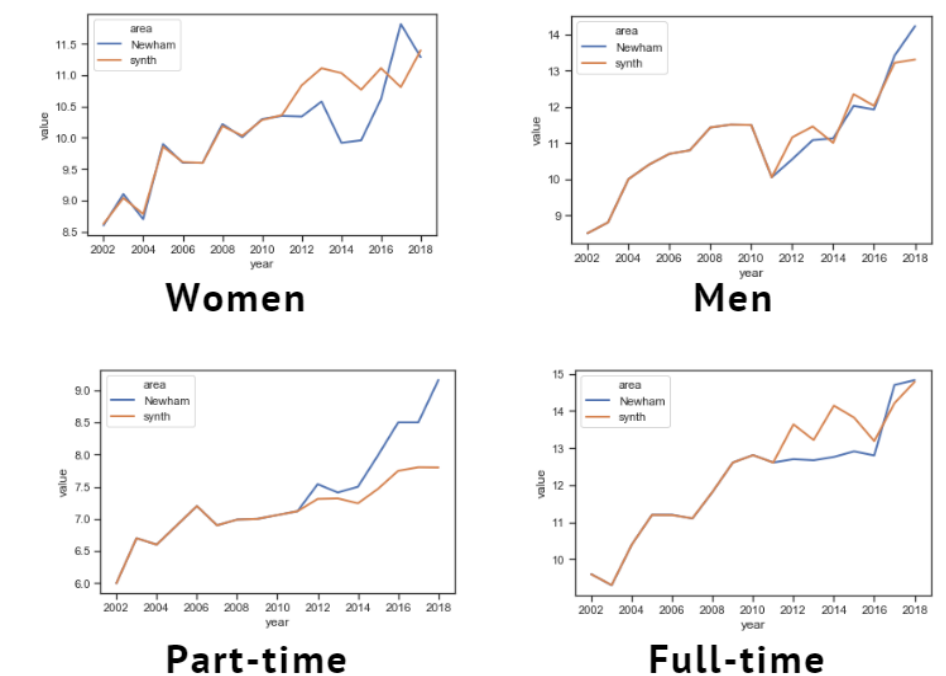 area
Newham
synth
11.5
11.0
10.5
10.0
9.5
9.0
8.5
value
2002 2004 2006 2008 2010 2012 2014 2016 2018
year
Women
area
Newham
synth
14
13
12
11
10
9
value
2002 2004 2006 2008 2010 2012 2014 2016 2018
year
Men
area
Newham
synth
9.0
8.5
8.0
7.5
7.0
6.5
6.0
value
2002 2004 2006 2008 2010 2012 2014 2016 2018
year
Part-time
area
Newham
synth
15
14
13
12
11
10
value
2002 2004 2006 2008 2010 2012 2014 2016 2018
year
Full-time